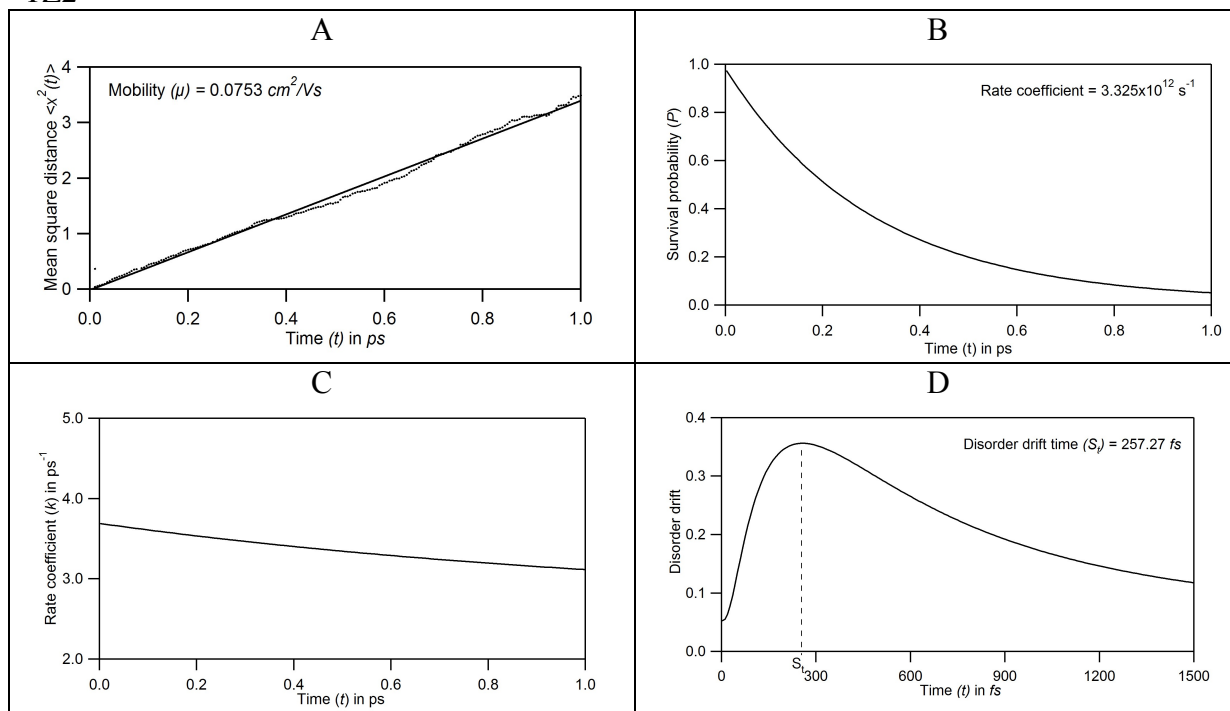 A
Mean square distance <x²(t)>
4
3
2
1
0
Mobility (μ) = 0.0753 cm²/Vs
0.0 0.2 0.4 0.6 0.8 1.0
Time (t) in ps
B
Survival probability (P)
1.0
0.8
0.6
0.4
0.2
0.0
Rate coefficient = 3.325x10¹² s⁻¹
0.0 0.2 0.4 0.6 0.8 1.0
Time (t) in ps
C
Rate coefficient (k) in ps⁻¹
5.0
4.0
3.0
2.0
0.0 0.2 0.4 0.6 0.8 1.0
Time (t) in ps
D
Disorder drift
0.4
0.3
0.2
0.1
0.0
Disorder drift time (Sₜ) = 257.27 fs
Sₜ
0 300 600 900 1200 1500
Time (t) in fs